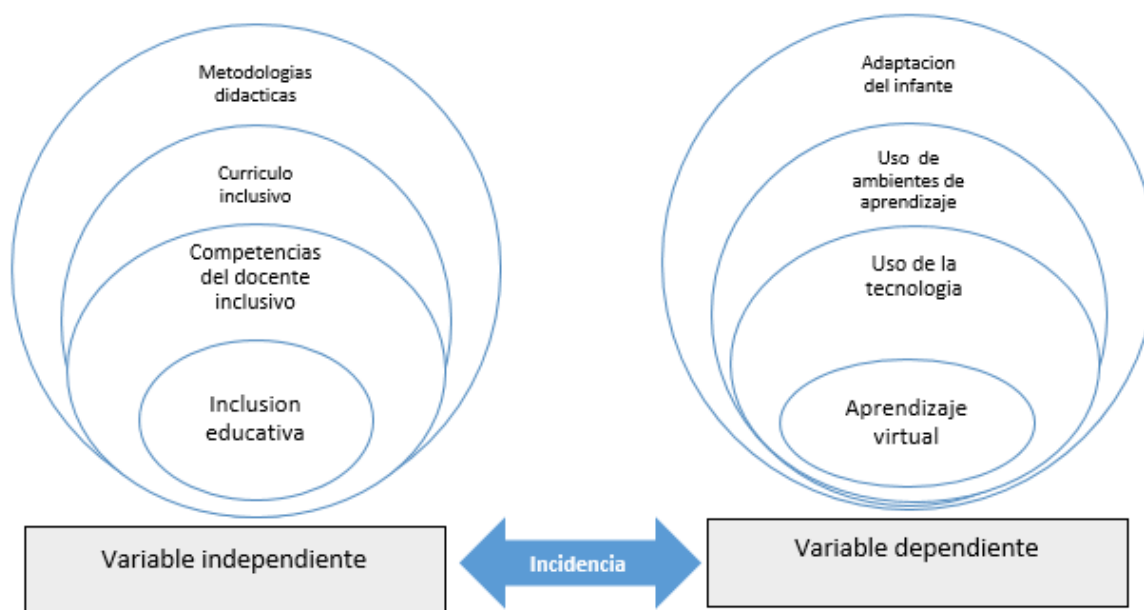 Metodologias
didacticas
Curriculo
inclusivo
Competencias
del docente
inclusivo
Inclusion
educativa
Variable independiente
Incidencia
Adaptacion
del infante
Uso de
ambientes de
aprendizaje
Uso de la
tecnologia
Aprendizaje
virtual
Variable dependiente